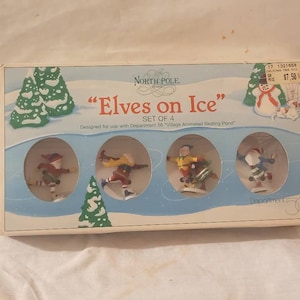 NORTH POLE
"Elves on Ice"
SET OF 4
Designed for use with Department 56 "Village Animated Skating Pond"
$7.50